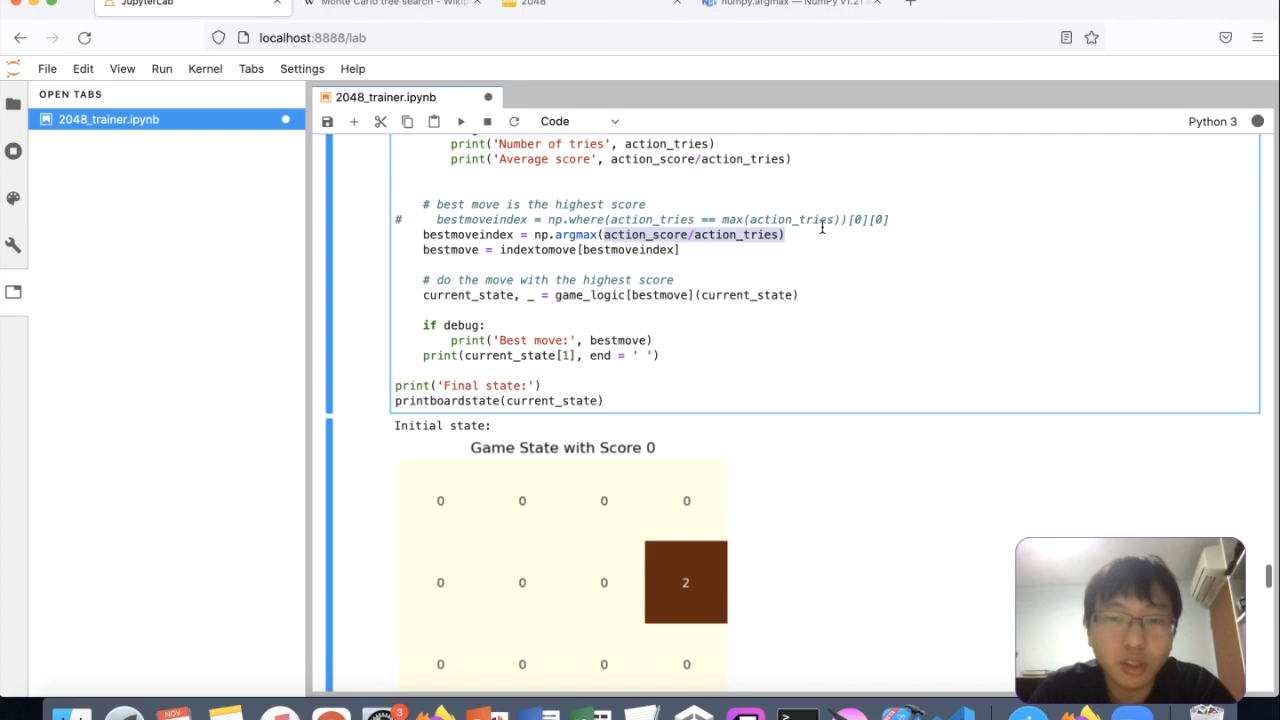 JupyterLab
Monte Carlo tree search - Wikip
2048
numpy.argmax — NumPy v1.21
localhost:8888/lab
File Edit View Run Kernel Tabs Settings Help
OPEN TABS
2048_trainer.ipynb
2048_trainer.ipynb
Code
Python 3
print('Number of tries', action_tries)
print('Average score', action_score/action_tries)
# best move is the highest score
# bestmoveindex = np.where(action_tries == max(action_tries))[0][0]
bestmoveindex = np.argmax(action_score/action_tries)
bestmove = indextomove[bestmoveindex]
# do the move with the highest score
current_state, _ = game_logic[bestmove](current_state)
if debug:
print('Best move:', bestmove)
print(current_state[1], end = ' ')
print('Final state:')
printboardstate(current_state)
Initial state:
Game State with Score 0
0 0 0 0
0 0 0 2
0 0 0 0
NOV
3